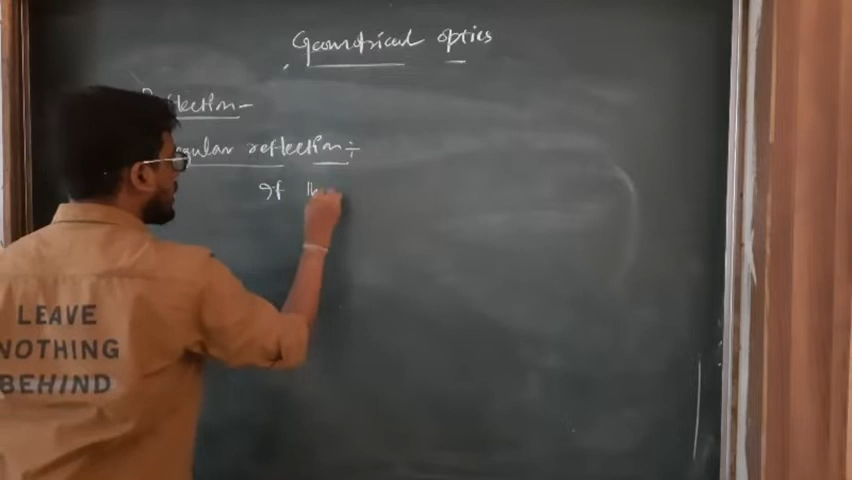 Geometrical optics
Reflection-
regular reflection÷
If
LEAVE
NOTHING
BEHIND